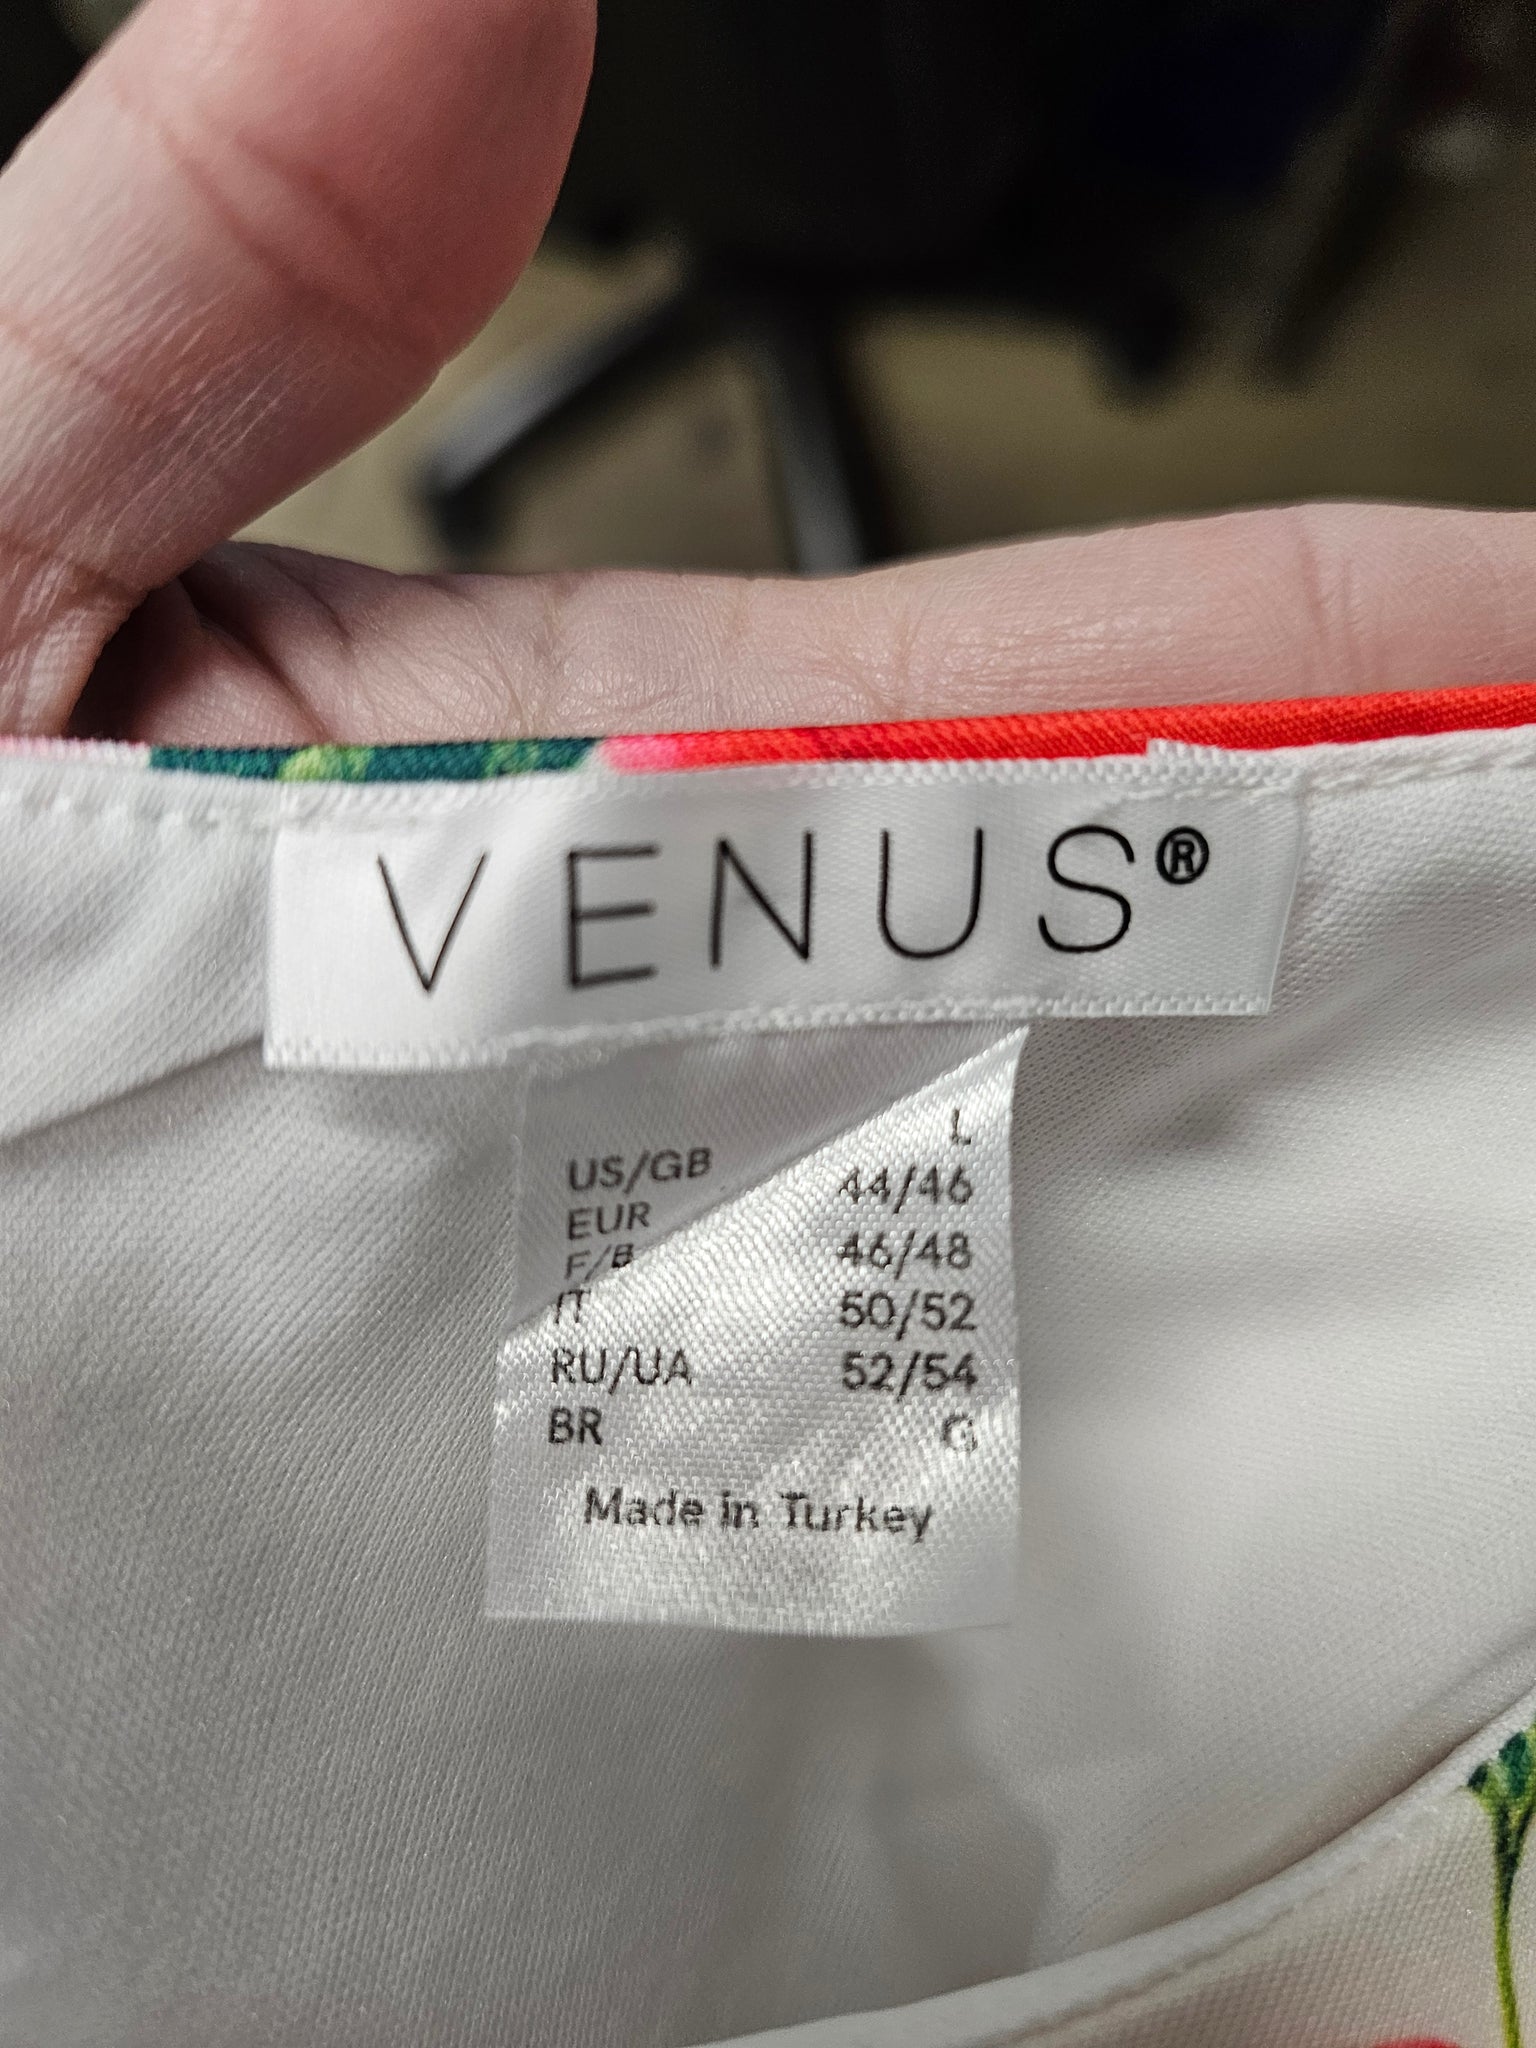 VENUS®
US/GB L
EUR 44/46
F/B 46/48
IT 50/52
RU/UA 52/54
BR G
Made in Turkey